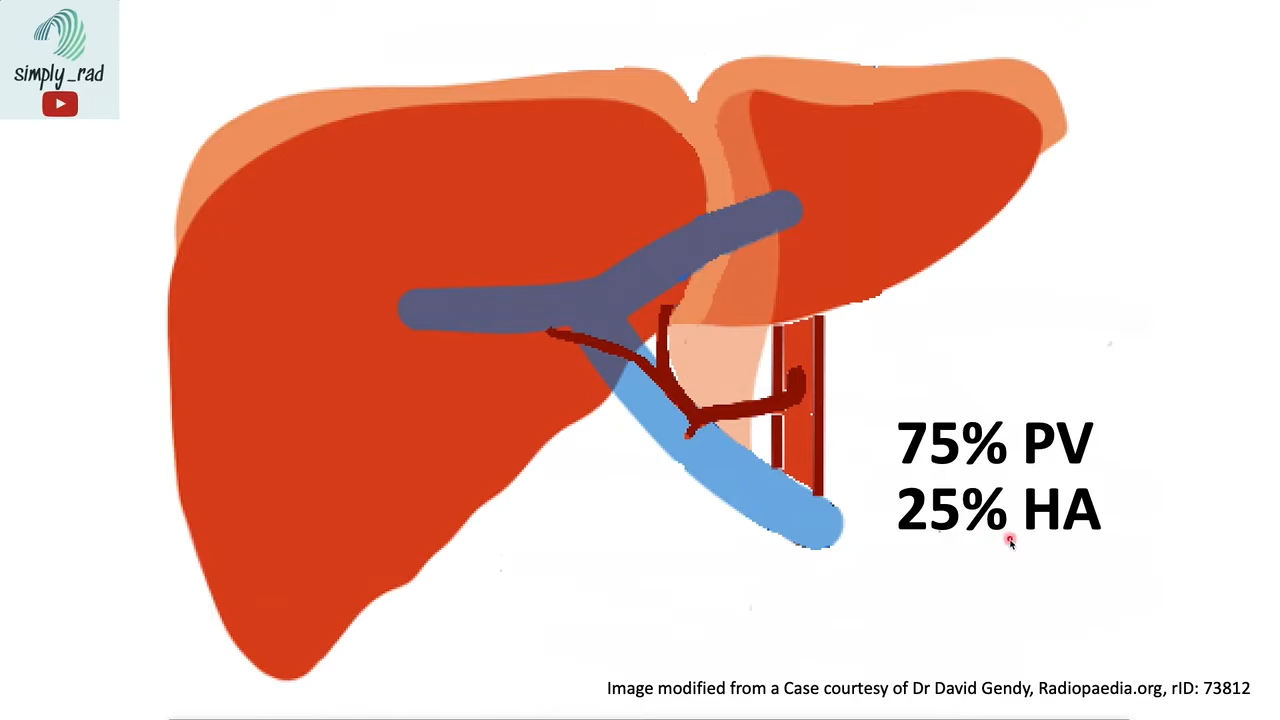 simply_rad
75% PV
25% HA
Image modified from a Case courtesy of Dr David Gendy, Radiopaedia.org, rID: 73812